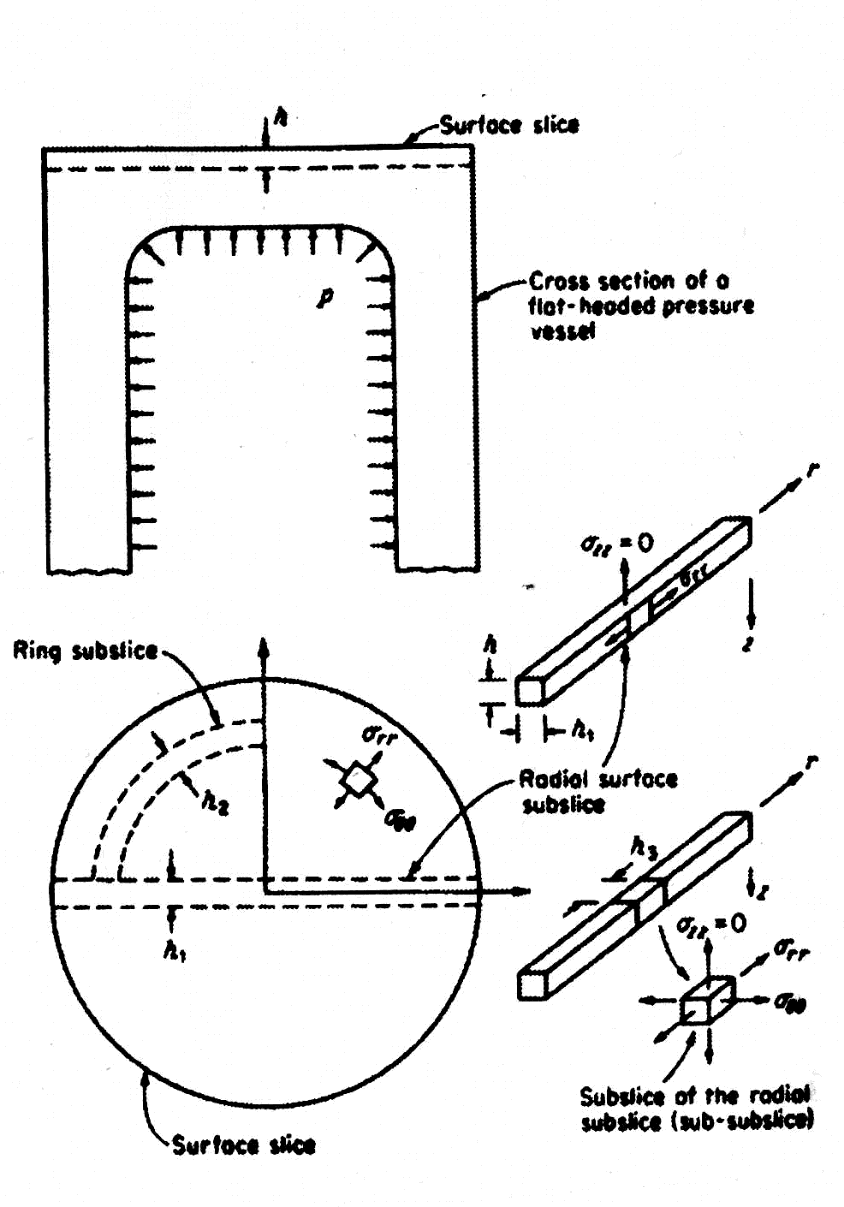 h
Surface slice
Cross section of a
flat-headed pressure
vessel
p
r
σzz = 0
σrr
z
h
h₁
Ring subslice
σrr
σθθ
h₂
Radial surface
subslice
h₁
r
h₃
z
σzz = 0
σrr
σθθ
Subslice of the radial
subslice (sub-subslice)
Surface slice